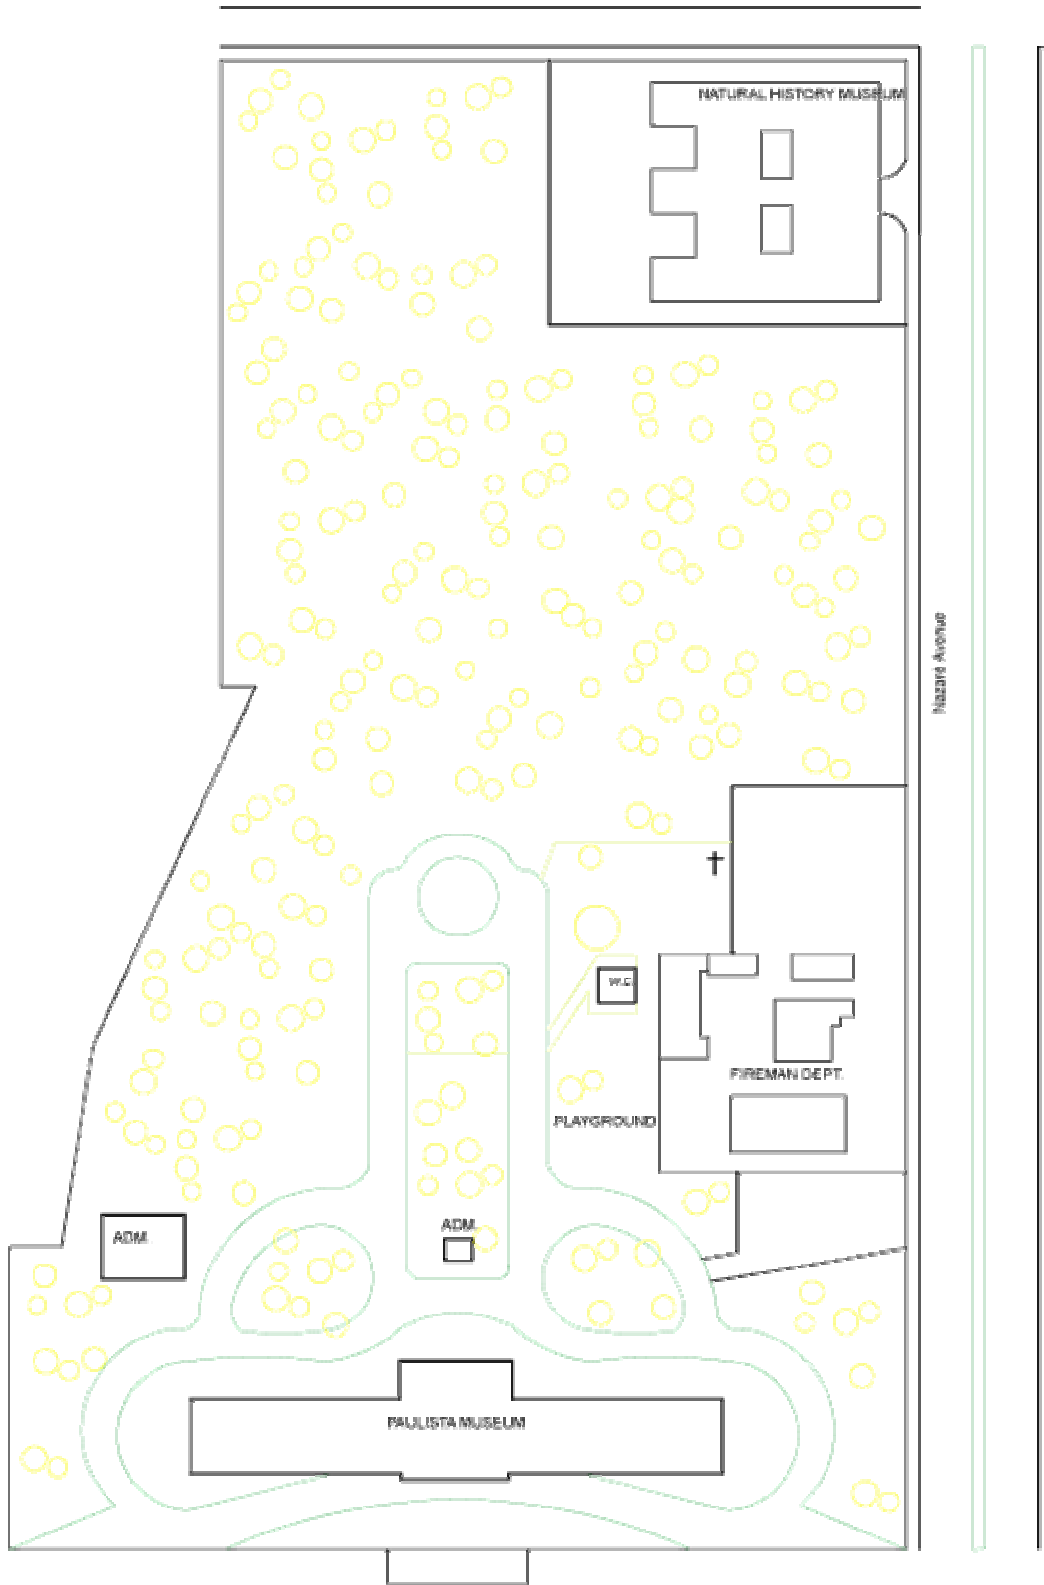 NATURAL HISTORY MUSEUM
Nazaré Avenue
W.C.
FIREMAN DEPT.
PLAYGROUND
ADM.
ADM.
PAULISTA MUSEUM